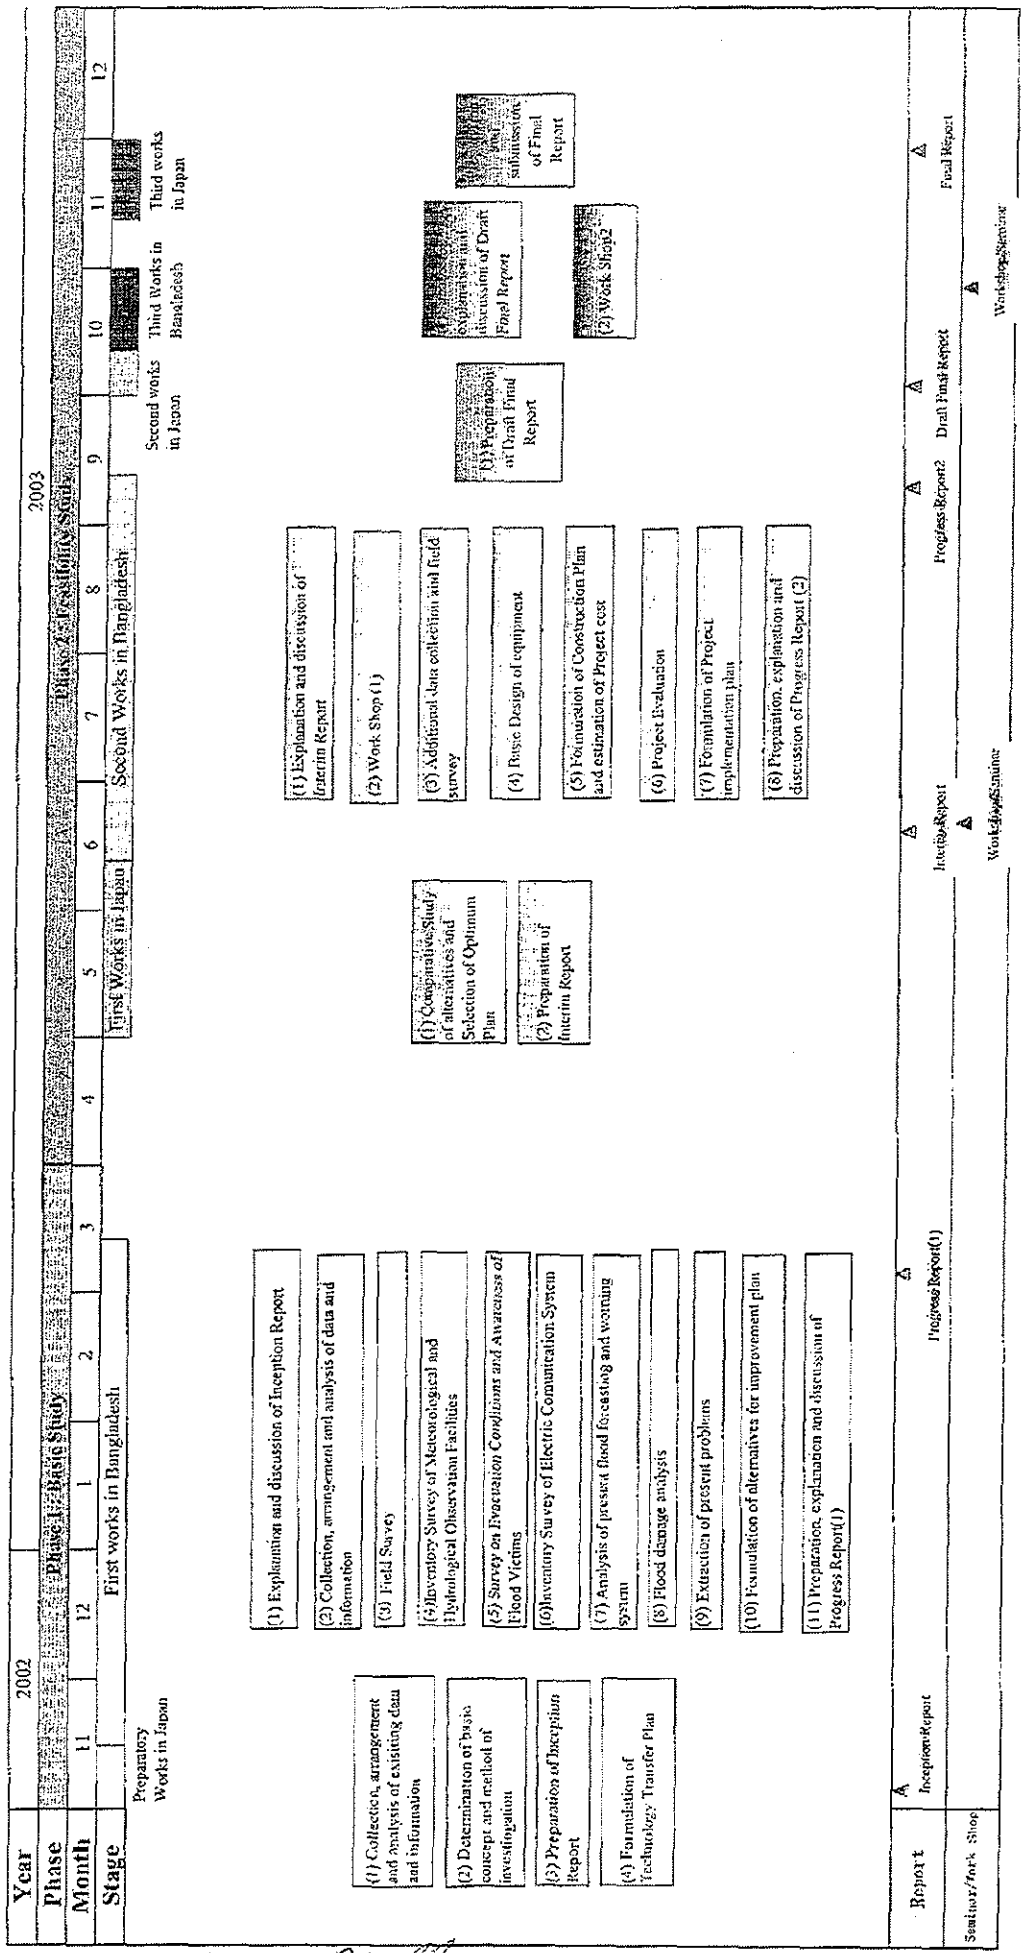 Year
2002
2003
Phase
Phase 1 : Basic Study
Phase 2 : Feasibility Study
Month
11
12
1
2
3
4
5
6
7
8
9
10
11
12
Stage
First works in Bungladesh
First Works in Japan
Second Works in Bangladesh
Preparatory
Works in Japan
Second works
in Japan
Third Works in
Bangladesh
Third works
in Japan
(1) Collection, arrangement
and analysis of exisiting data
and information
(2) Determination of basic
concept and method of
investiogation
(3) Preparation of Inception
Report
(4) Formulation of
Technology Transfer Plan
(1) Explanation and discussion of Inception Report
(2) Collection, arrangement and analysis of data and
information
(3) Field Survey
(4)Inventory Survey of Meteorological and
Hydrological Observation Facilities
(5) Survey on Evacuation Conditions and Awareness of
Flood Victims
(6)Inventory Survey of Electric Comunication System
(7) Analysis of present flood forcasting and worning
system
(8) Flood damage analysis
(9) Extraction of present problems
(10) Formulation of alternatives for improvement plan
(11) Preparation, explanation and discussion of
Progress Report(1)
(1) Comparative Study
of alternatives and
Selection of Optimum
Plan
(2) Preparation of
Interim Report
(1) Explanation and discussion of
Interim Report
(2) Work Shop (1)
(3) Additional data collection and field
survey
(4) Basic Design of equipment
(5) Formuration of Construction Plan
and estimation of Project cost
(6) Project Evaluation
(7) Formulation of Project
implementation plan
(8) Preparation, explanation and
discussion of Progress Report (2)
(1) Preparation
of Draft Final
Report
explanation and
discussion of Draft
Final Report
(2) Work Shop2
and
submission
of Final
Report
Report
Inception Report
Progress Report(1)
Interim Report
Progress Report2
Draft Final Report
Final Report
Seminor/Work Shop
Workshop/Seminor
Workshop/Seminar